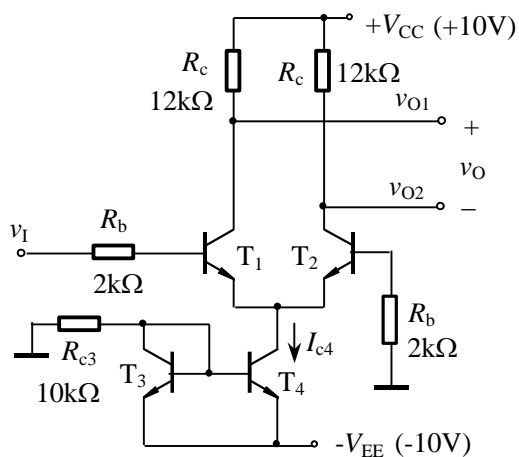 +V_CC (+10V)
R_c
12kΩ
R_c
12kΩ
v_O1
+
v_O
v_O2
−
v_I
R_b
2kΩ
T_1
T_2
R_b
2kΩ
R_c3
10kΩ
T_3
I_c4
T_4
-V_EE (-10V)